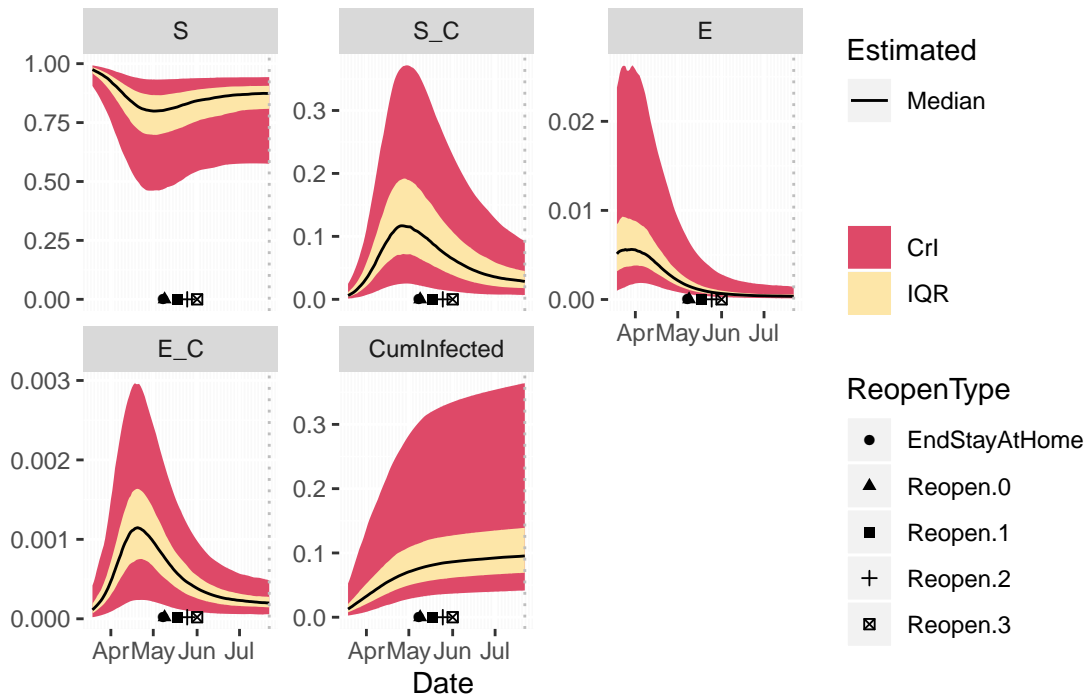 S
S_C
E
1.00
0.75
0.50
0.25
0.00
0.3
0.2
0.1
0.0
0.02
0.01
0.00
Apr May Jun Jul
E_C
CumInfected
0.003
0.002
0.001
0.000
0.3
0.2
0.1
0.0
Apr May Jun Jul
Apr May Jun Jul
Date
Estimated
Median
CrI
IQR
ReopenType
EndStayAtHome
Reopen.0
Reopen.1
Reopen.2
Reopen.3